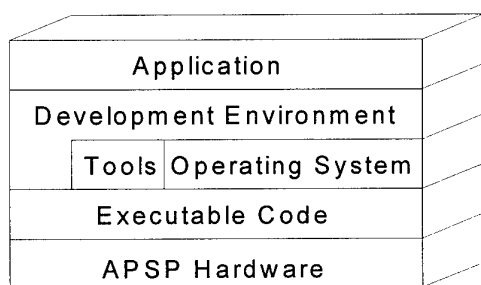 Application
Development Environment
Tools Operating System
Executable Code
APSP Hardware